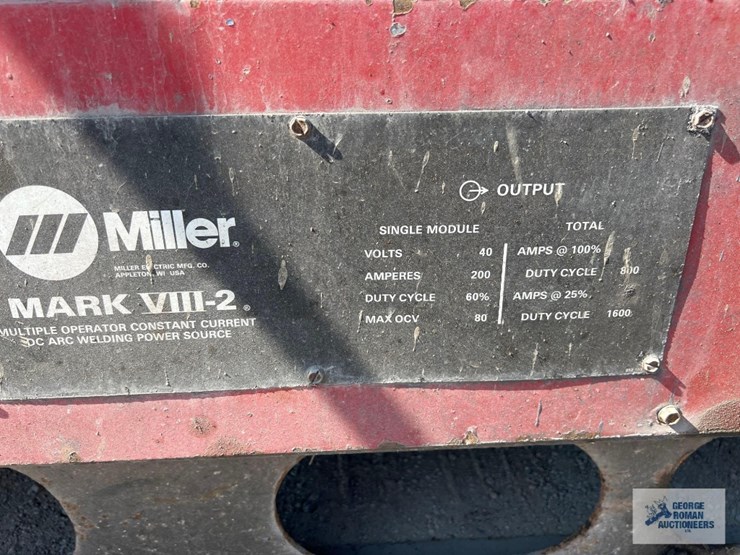 Miller®
MILLER ELECTRIC MFG. CO.
APPLETON, WI USA
MARK VIII-2®
MULTIPLE OPERATOR CONSTANT CURRENT
DC ARC WELDING POWER SOURCE
OUTPUT
SINGLE MODULE
VOLTS 40
AMPERES 200
DUTY CYCLE 60%
MAX OCV 80
TOTAL
AMPS @ 100%
DUTY CYCLE 800
AMPS @ 25%
DUTY CYCLE 1600
GEORGE
ROMAN
AUCTIONEERS